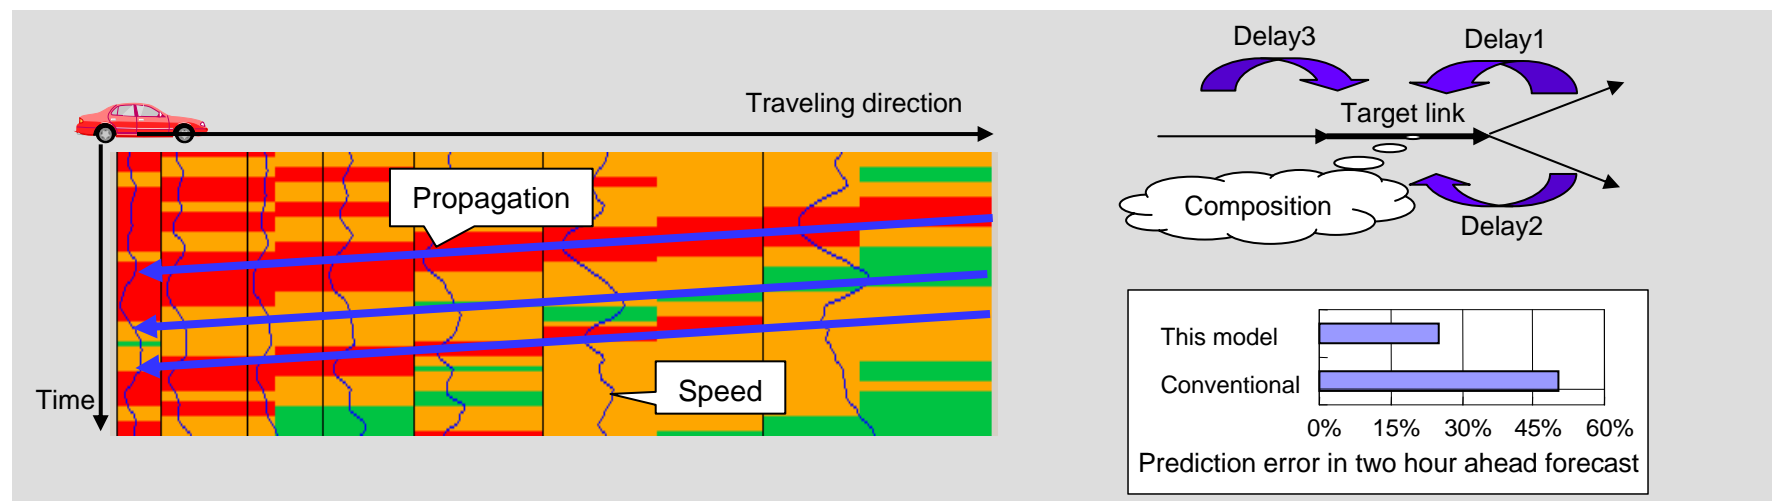 Traveling direction
Propagation
Speed
Time
Delay3
Delay1
Target link
Composition
Delay2
This model
Conventional
0% 15% 30% 45% 60%
Prediction error in two hour ahead forecast